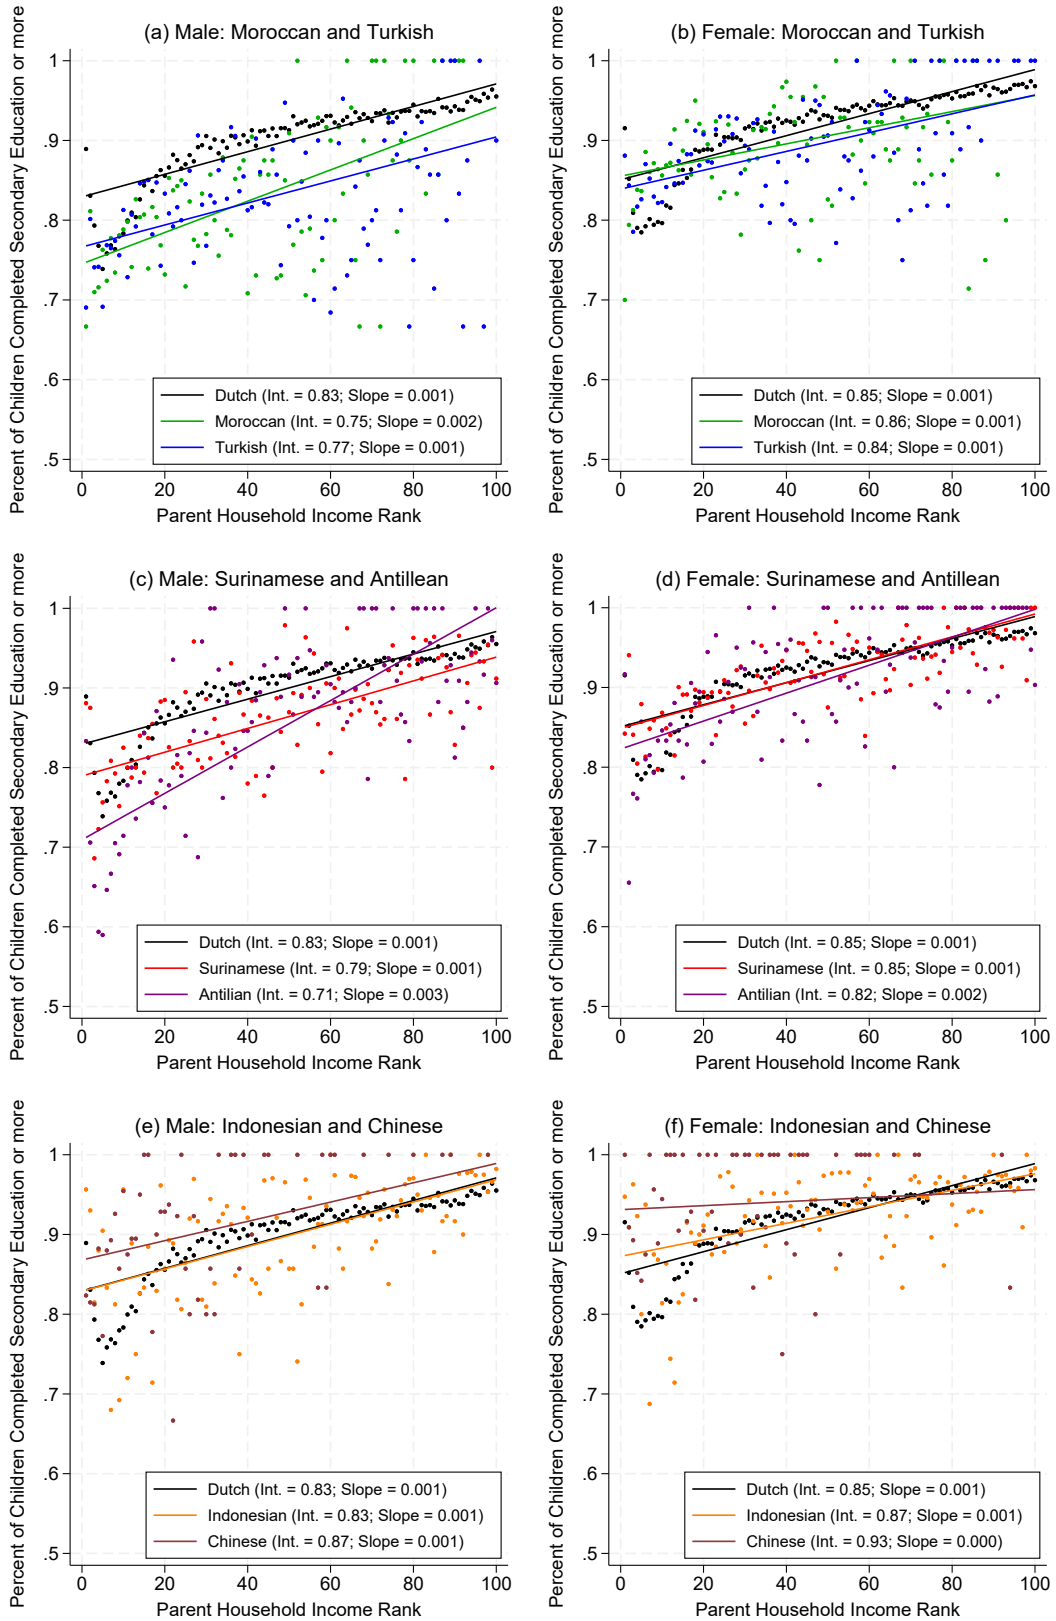 (a) Male: Moroccan and Turkish
Percent of Children Completed Secondary Education or more
1
.9
.8
.7
.6
.5
Dutch (Int. = 0.83; Slope = 0.001)
Moroccan (Int. = 0.75; Slope = 0.002)
Turkish (Int. = 0.77; Slope = 0.001)
0 20 40 60 80 100
Parent Household Income Rank
(b) Female: Moroccan and Turkish
Percent of Children Completed Secondary Education or more
1
.9
.8
.7
.6
.5
Dutch (Int. = 0.85; Slope = 0.001)
Moroccan (Int. = 0.86; Slope = 0.001)
Turkish (Int. = 0.84; Slope = 0.001)
0 20 40 60 80 100
Parent Household Income Rank
(c) Male: Surinamese and Antillean
Percent of Children Completed Secondary Education or more
1
.9
.8
.7
.6
.5
Dutch (Int. = 0.83; Slope = 0.001)
Surinamese (Int. = 0.79; Slope = 0.001)
Antilian (Int. = 0.71; Slope = 0.003)
0 20 40 60 80 100
Parent Household Income Rank
(d) Female: Surinamese and Antillean
Percent of Children Completed Secondary Education or more
1
.9
.8
.7
.6
.5
Dutch (Int. = 0.85; Slope = 0.001)
Surinamese (Int. = 0.85; Slope = 0.001)
Antilian (Int. = 0.82; Slope = 0.002)
0 20 40 60 80 100
Parent Household Income Rank
(e) Male: Indonesian and Chinese
Percent of Children Completed Secondary Education or more
1
.9
.8
.7
.6
.5
Dutch (Int. = 0.83; Slope = 0.001)
Indonesian (Int. = 0.83; Slope = 0.001)
Chinese (Int. = 0.87; Slope = 0.001)
0 20 40 60 80 100
Parent Household Income Rank
(f) Female: Indonesian and Chinese
Percent of Children Completed Secondary Education or more
1
.9
.8
.7
.6
.5
Dutch (Int. = 0.85; Slope = 0.001)
Indonesian (Int. = 0.87; Slope = 0.001)
Chinese (Int. = 0.93; Slope = 0.000)
0 20 40 60 80 100
Parent Household Income Rank